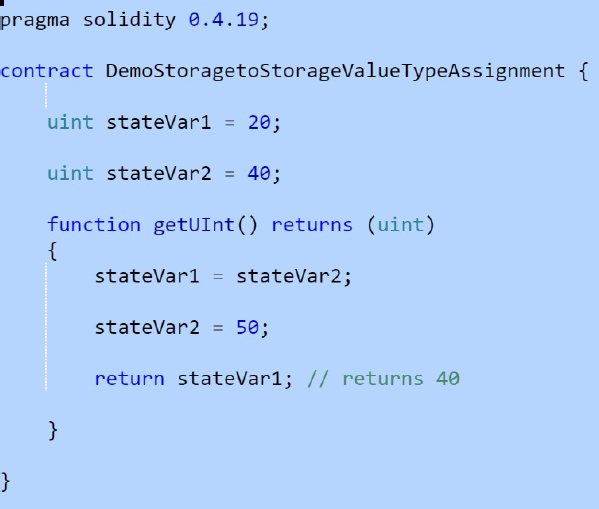 pragma solidity 0.4.19;
contract DemoStoragetoStorageValueTypeAssignment {
uint stateVar1 = 20;
uint stateVar2 = 40;
function getUInt() returns (uint)
{
stateVar1 = stateVar2;
stateVar2 = 50;
return stateVar1; // returns 40
}
}